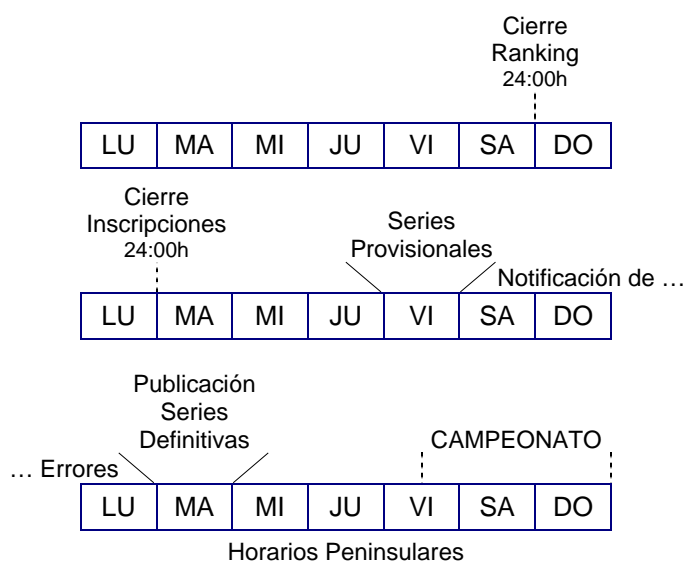 Cierre
Ranking
24:00h
LU MA MI JU VI SA DO
Cierre
Inscripciones
24:00h
Series
Provisionales
Notificación de …
LU MA MI JU VI SA DO
Publicación
Series
Definitivas
CAMPEONATO
… Errores
LU MA MI JU VI SA DO
Horarios Peninsulares